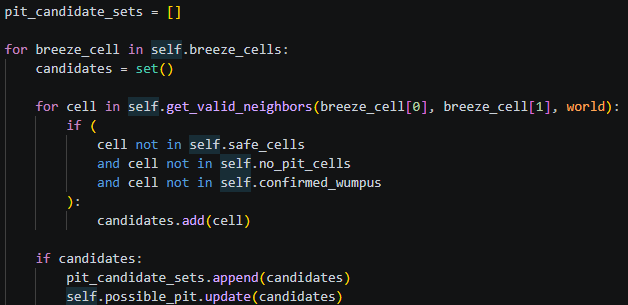 pit_candidate_sets = []
for breeze_cell in self.breeze_cells:
    candidates = set()
    for cell in self.get_valid_neighbors(breeze_cell[0], breeze_cell[1], world):
        if (
            cell not in self.safe_cells
            and cell not in self.no_pit_cells
            and cell not in self.confirmed_wumpus
        ):
            candidates.add(cell)
    if candidates:
        pit_candidate_sets.append(candidates)
        self.possible_pit.update(candidates)